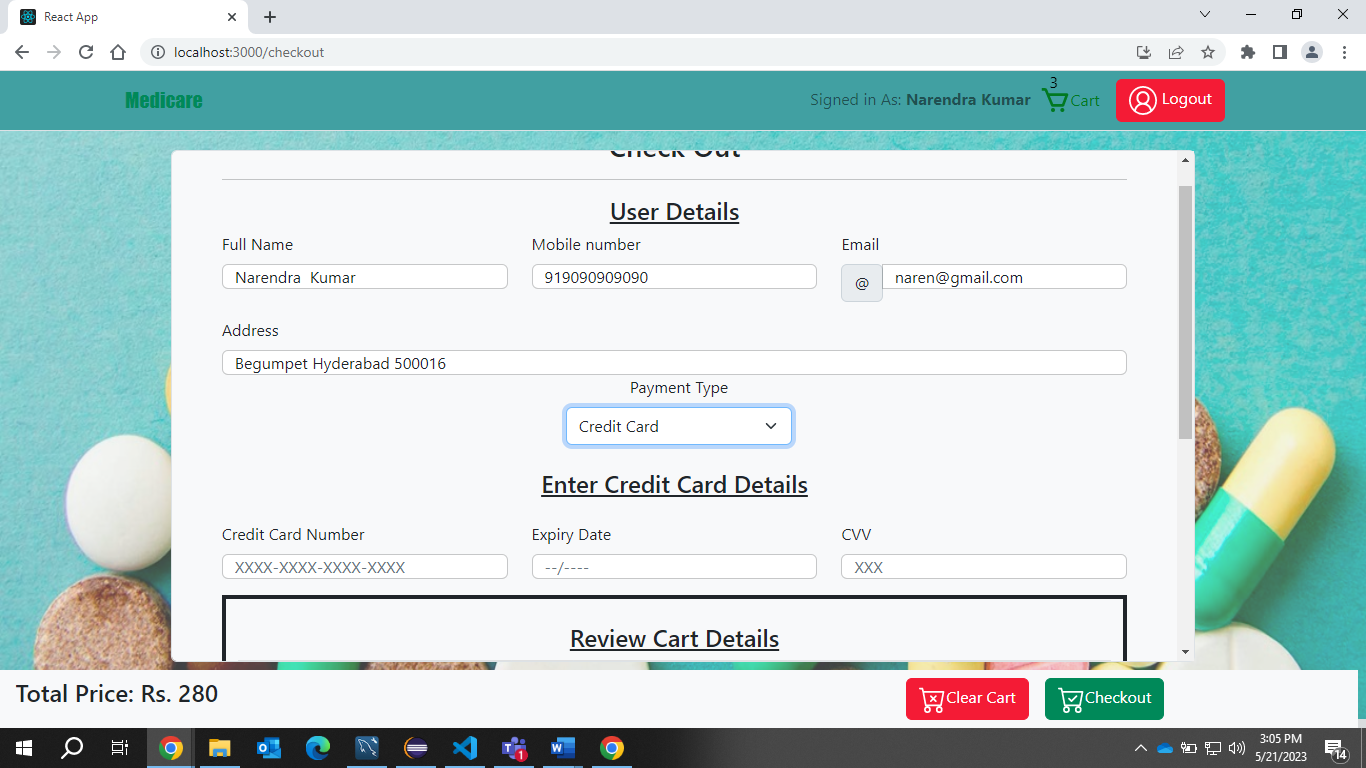 React App
localhost:3000/checkout
Medicare
Signed in As: Narendra Kumar
3
Cart
Logout
Check Out
User Details
Full Name Mobile number Email
Narendra Kumar 919090909090 @ naren@gmail.com
Address
Begumpet Hyderabad 500016
Payment Type
Credit Card
Enter Credit Card Details
Credit Card Number Expiry Date CVV
XXXX-XXXX-XXXX-XXXX --/---- XXX
Review Cart Details
Total Price: Rs. 280 Clear Cart Checkout
1
3:05 PM
5/21/2023
14